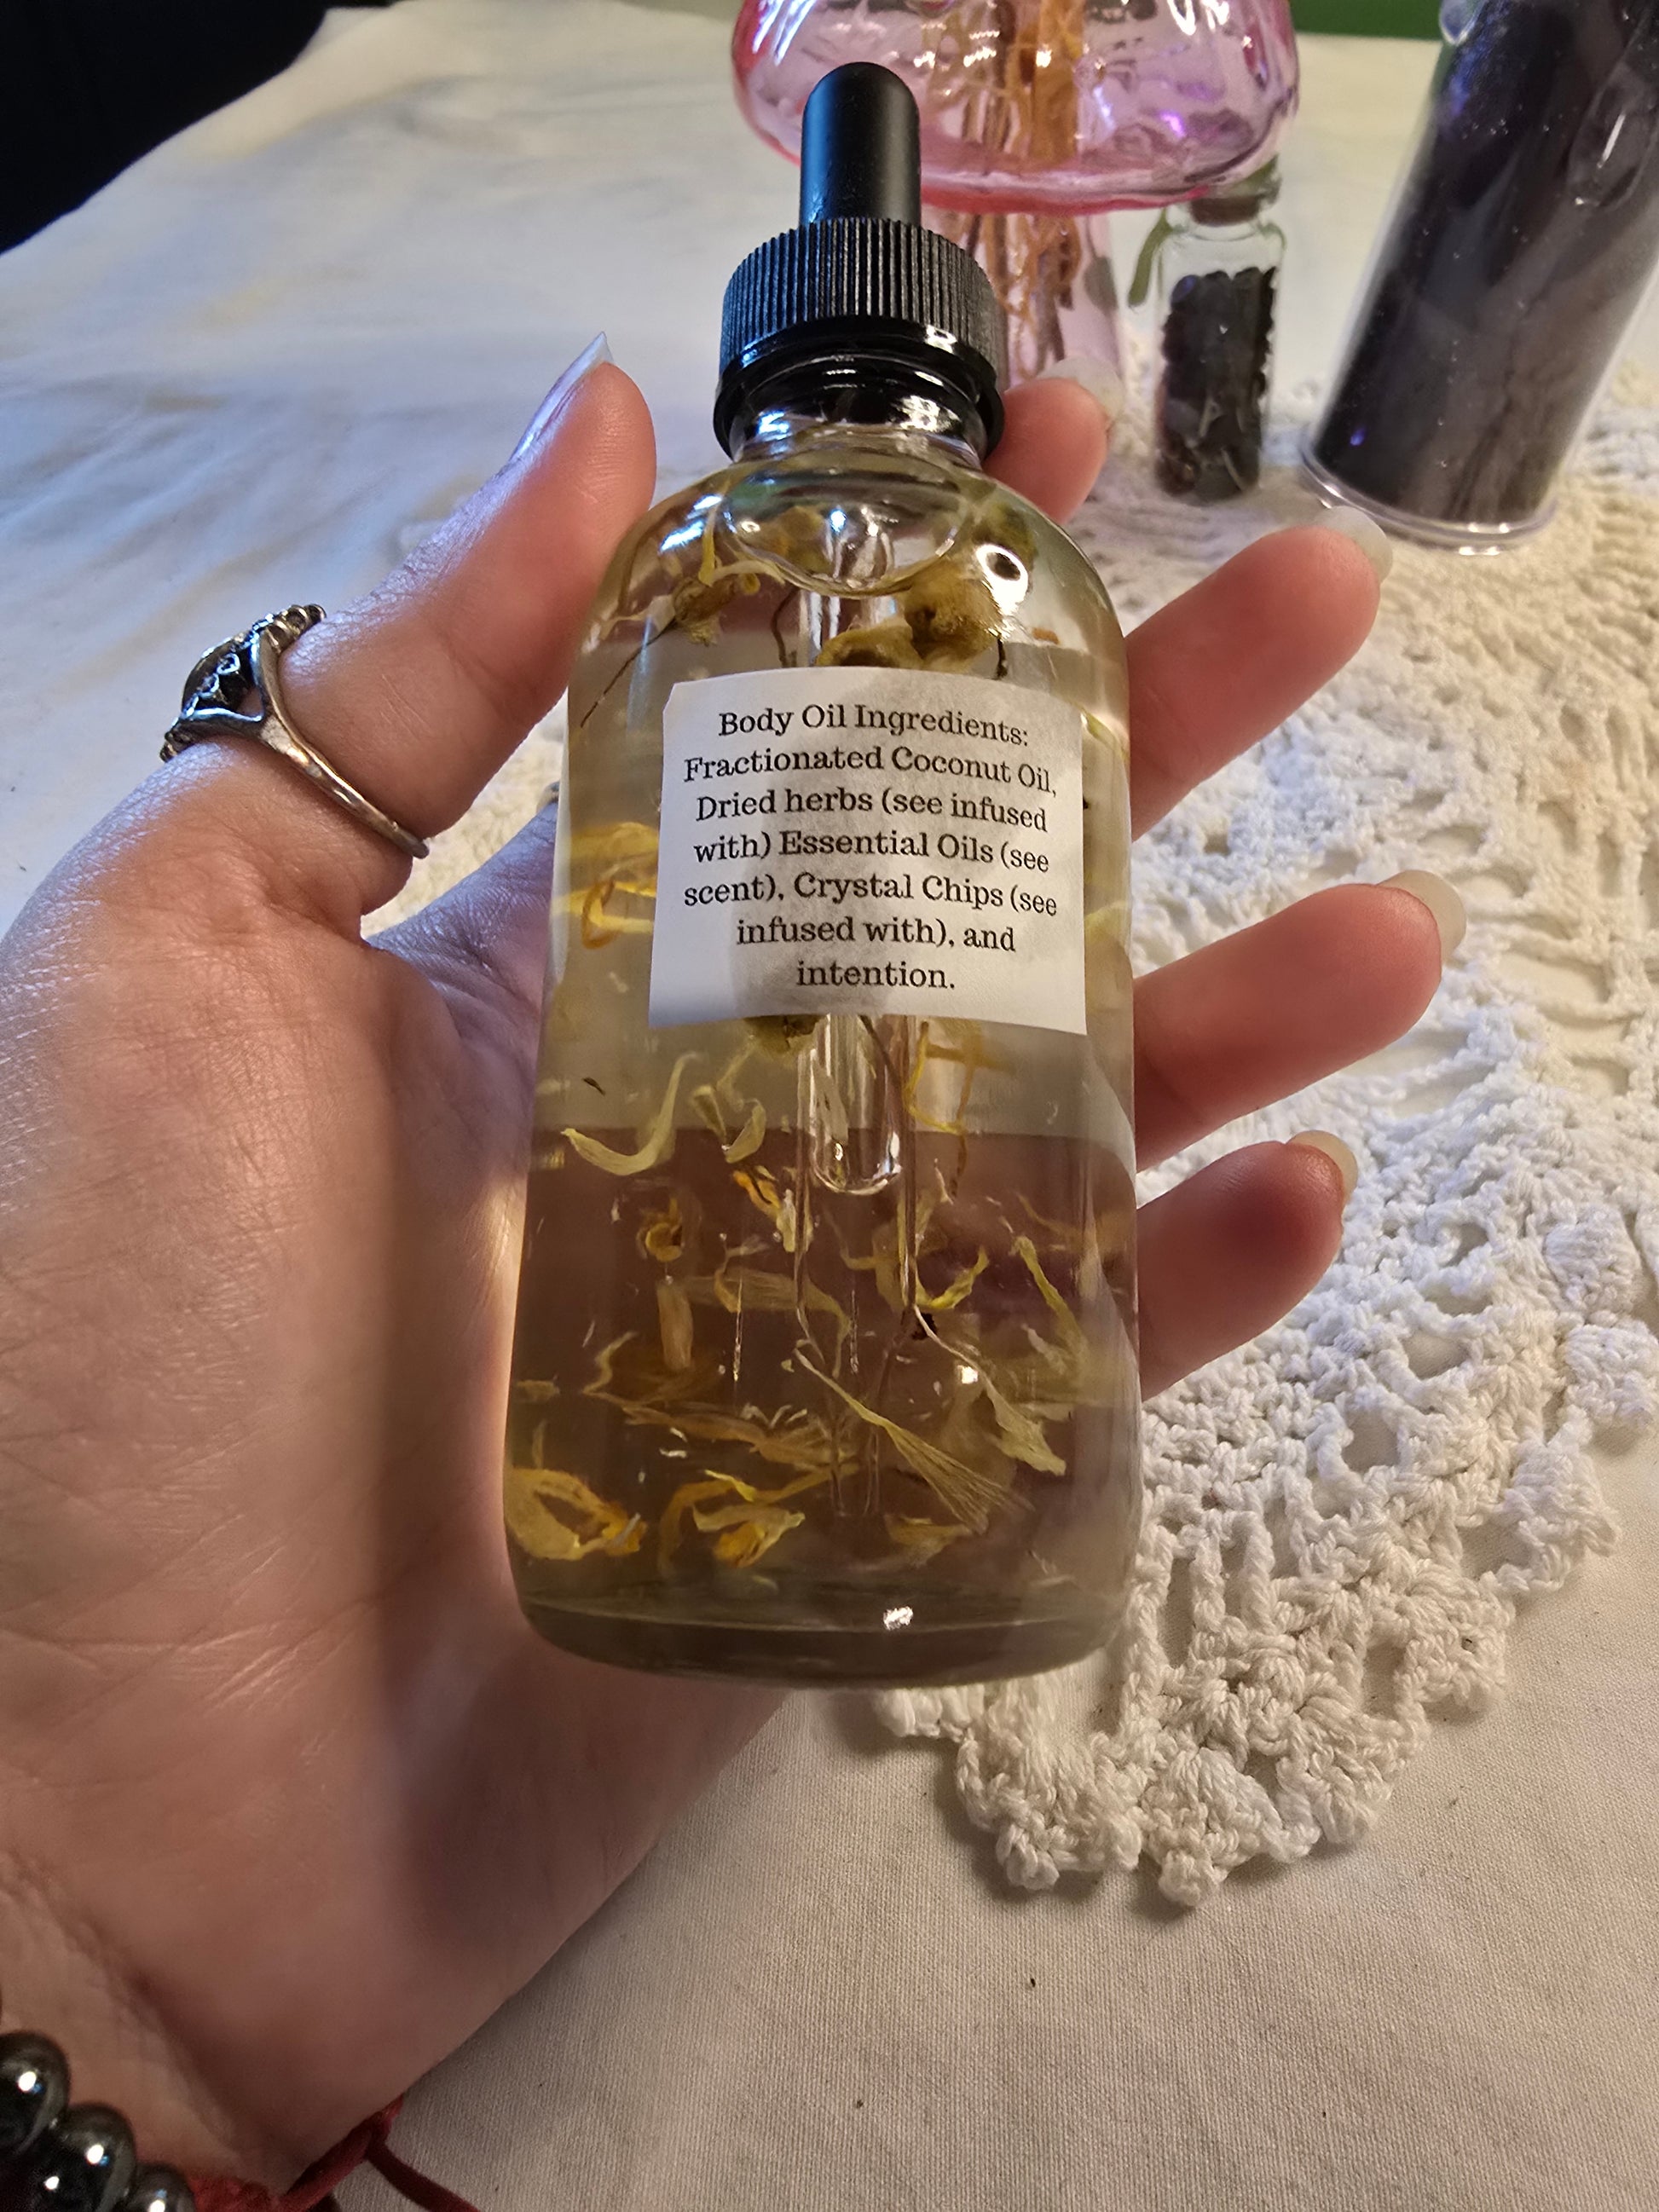 Body Oil Ingredients:
Fractionated Coconut Oil,
Dried herbs (see infused
with) Essential Oils (see
scent), Crystal Chips (see
infused with), and
intention.